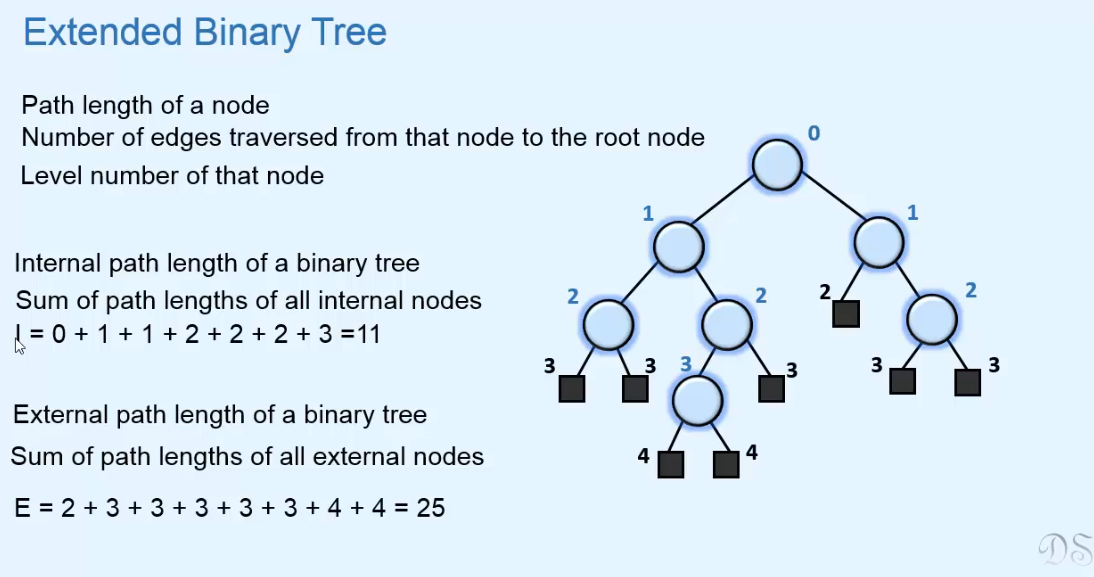 Extended Binary Tree
Path length of a node
Number of edges traversed from that node to the root node
Level number of that node
Internal path length of a binary tree
Sum of path lengths of all internal nodes
I = 0 + 1 + 1 + 2 + 2 + 2 + 3 =11
External path length of a binary tree
Sum of path lengths of all external nodes
E = 2 + 3 + 3 + 3 + 3 + 3 + 4 + 4 = 25
0
1 1
2 2 2 2
3 3 3 3 3 3
4 4
DS